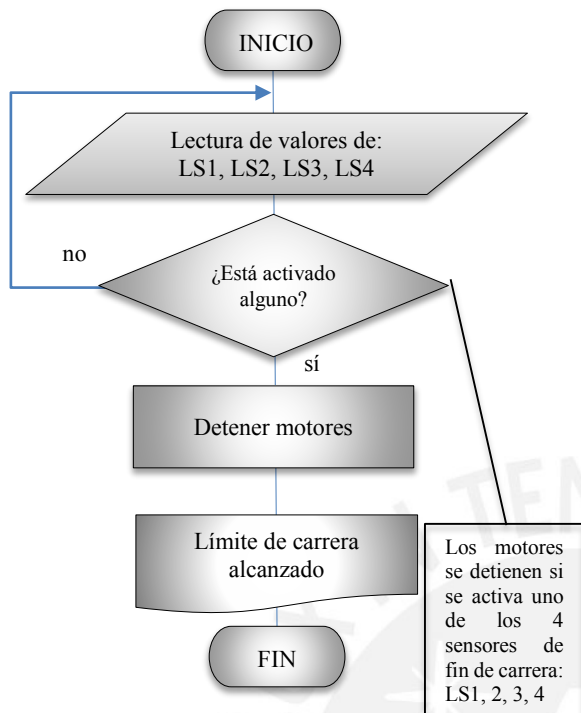 INICIO
Lectura de valores de:
LS1, LS2, LS3, LS4
no
¿Está activado
alguno?
sí
Detener motores
Límite de carrera
alcanzado
FIN
Los motores
se detienen si
se activa uno
de los 4
sensores de
fin de carrera:
LS1, 2, 3, 4